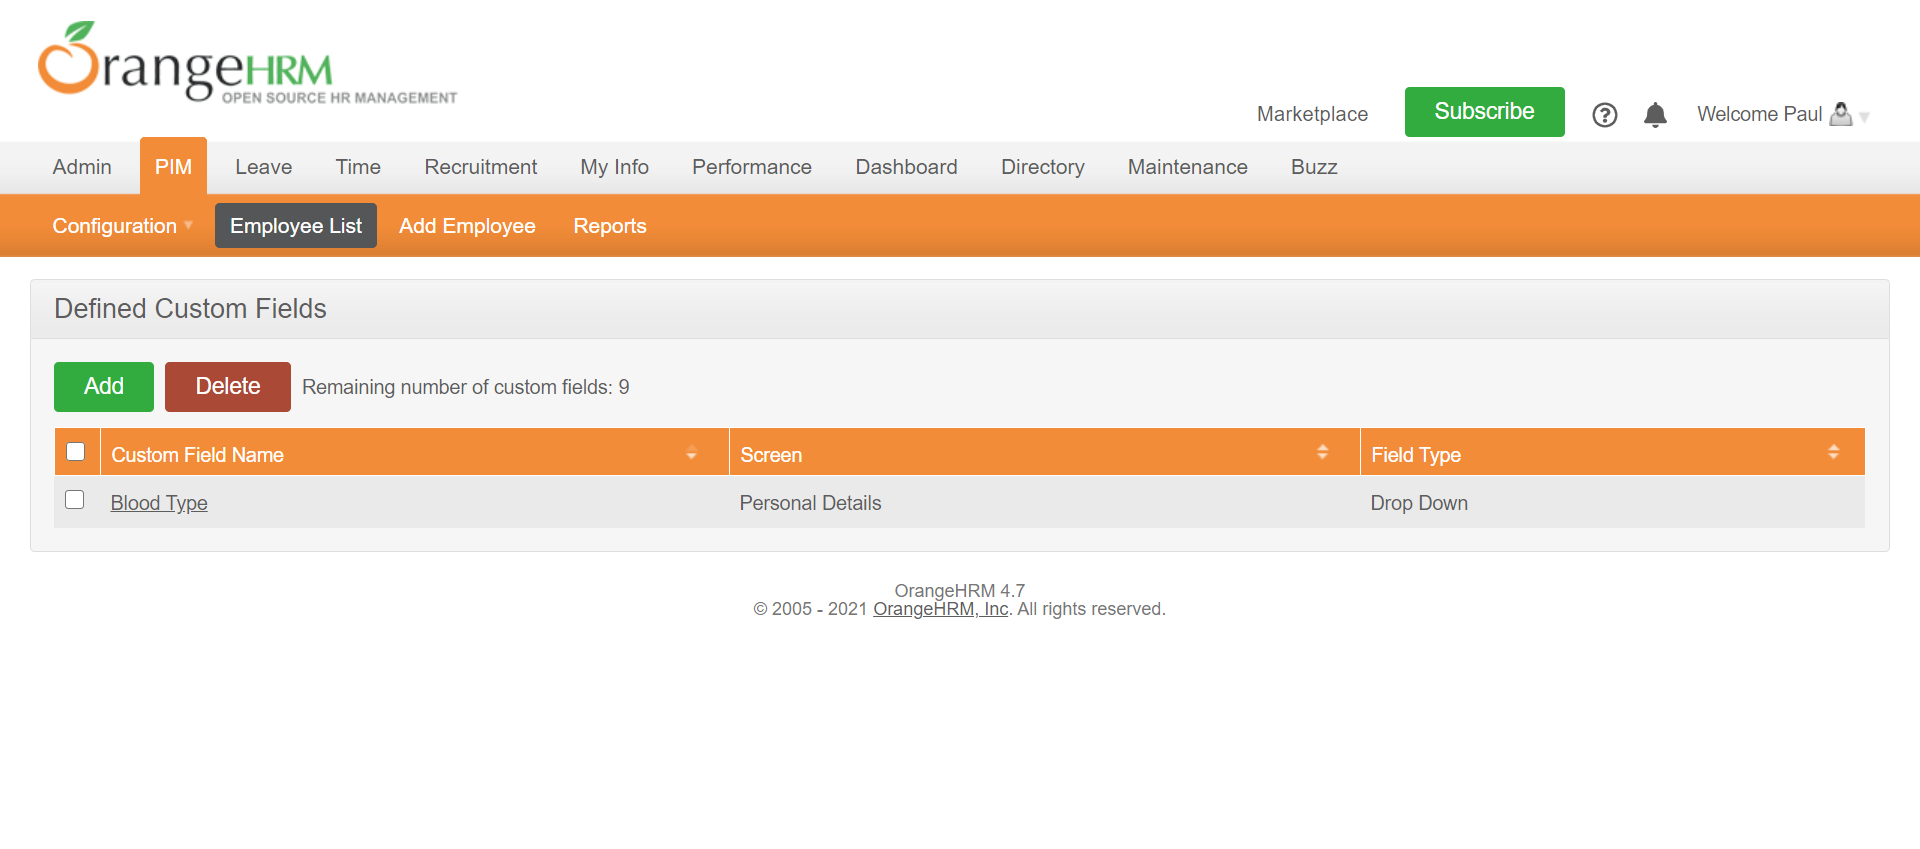 OrangeHRM
OPEN SOURCE HR MANAGEMENT
Marketplace Subscribe Welcome Paul
Admin PIM Leave Time Recruitment My Info Performance Dashboard Directory Maintenance Buzz
Configuration Employee List Add Employee Reports
Defined Custom Fields
Add Delete Remaining number of custom fields: 9
Custom Field Name Screen Field Type
Blood Type Personal Details Drop Down
OrangeHRM 4.7
© 2005 - 2021 OrangeHRM, Inc. All rights reserved.